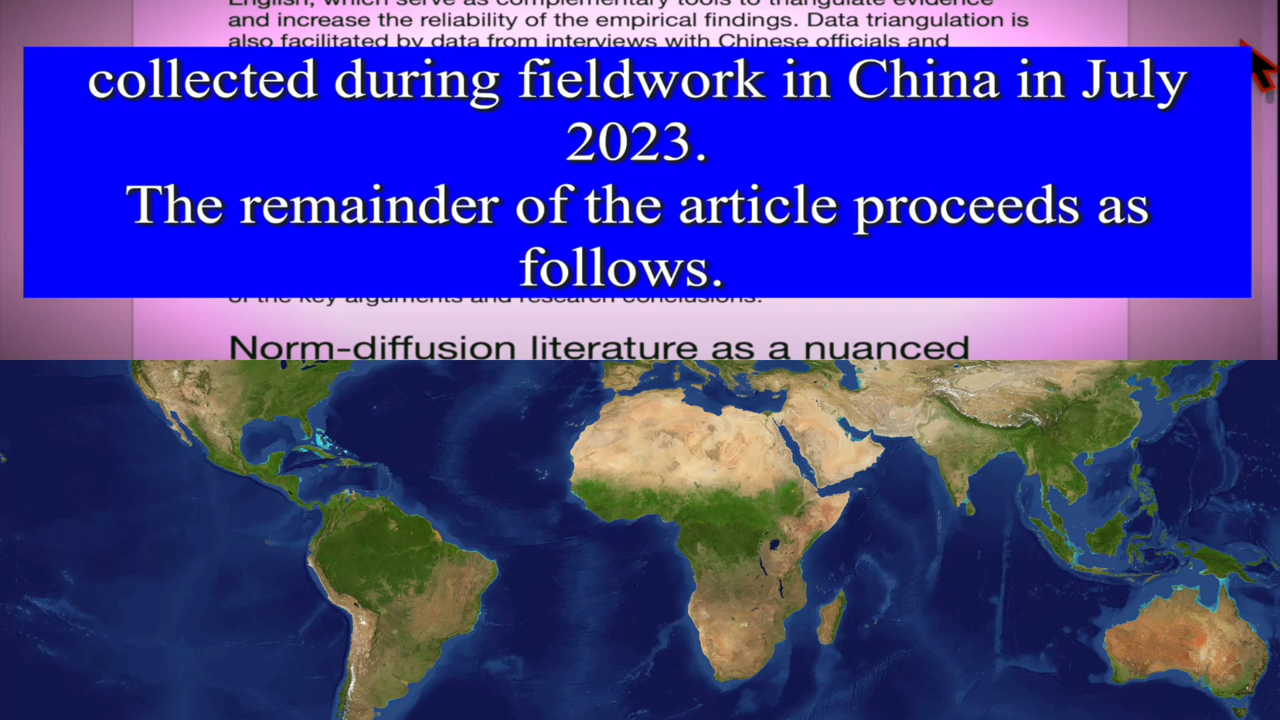 English, which serve as complementary tools to triangulate evidence
and increase the reliability of the empirical findings. Data triangulation is
also facilitated by data from interviews with Chinese officials and
collected during fieldwork in China in July
2023.
The remainder of the article proceeds as
follows.
of the key arguments and research conclusions.
Norm-diffusion literature as a nuanced